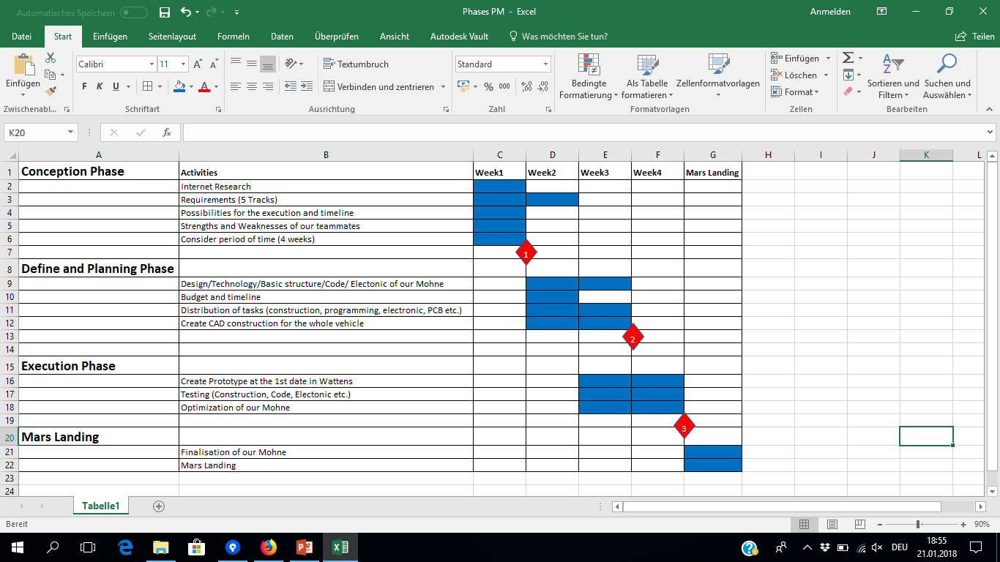 Automatisches Speichern
Phases PM - Excel
Anmelden
Datei Start Einfügen Seitenlayout Formeln Daten Überprüfen Ansicht Autodesk Vault Was möchten Sie tun? Teilen
Einfügen
Calibri 11
F K U
A A
A
Textumbruch
Verbinden und zentrieren
Standard
% 000
Bedingte Formatierung
Als Tabelle formatieren
Zellenformatvorlagen
Einfügen
Löschen
Format
Sortieren und Filtern
Suchen und Auswählen
Zwischenabl... Schriftart Ausrichtung Zahl Formatvorlagen Zellen Bearbeiten
K20 fx
A B C D E F G H I J K L
1 Conception Phase Activities Week1 Week2 Week3 Week4 Mars Landing
2 Internet Research
3 Requirements (5 Tracks)
4 Possibilities for the execution and timeline
5 Strengths and Weaknesses of our teammates
6 Consider period of time (4 weeks)
7 1
8 Define and Planning Phase
9 Design/Technology/Basic structure/Code/ Electonic of our Mohne
10 Budget and timeline
11 Distribution of tasks (construction, programming, electronic, PCB etc.)
12 Create CAD construction for the whole vehicle
13 2
14
15 Execution Phase
16 Create Prototype at the 1st date in Wattens
17 Testing (Construction, Code, Electonic etc.)
18 Optimization of our Mohne
19 3
20 Mars Landing
21 Finalisation of our Mohne
22 Mars Landing
23
24
Tabelle1
Bereit 90%
DEU 18:55
21.01.2018